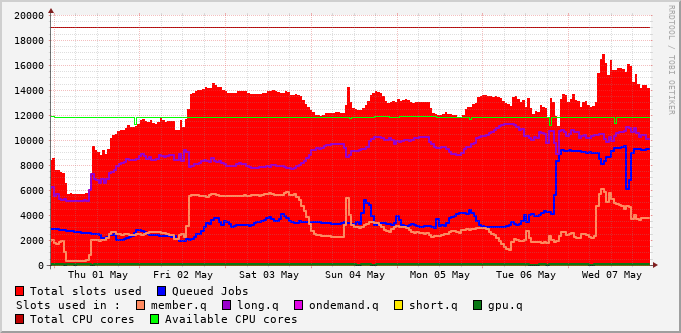 20000
18000
16000
14000
12000
10000
8000
6000
4000
2000
0
RRDTOOL / TOBI OETIKER
Thu 01 May Fri 02 May Sat 03 May Sun 04 May Mon 05 May Tue 06 May Wed 07 May
Total slots used Queued Jobs
Slots used in : member.q long.q ondemand.q short.q gpu.q
Total CPU cores Available CPU cores